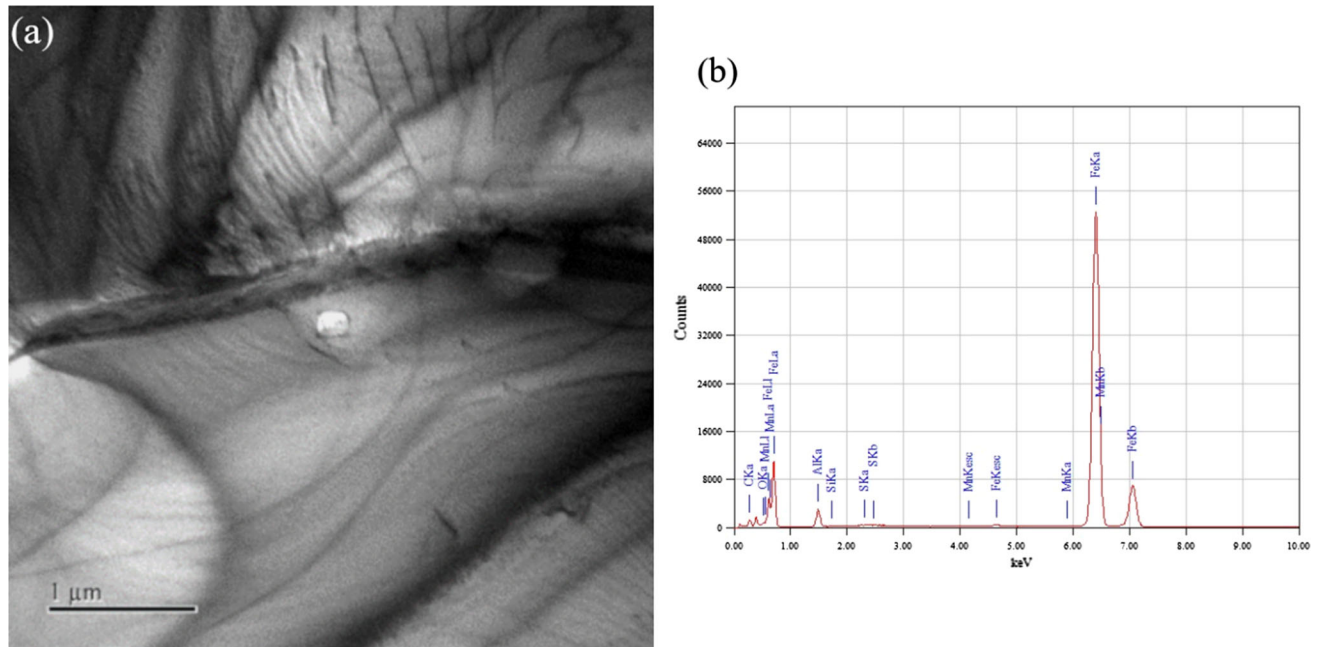 (a)
1 μm
(b)
Counts
64000
56000
48000
40000
32000
24000
16000
8000
0
CKa
OKa
MnLl
FeLl
MnLa
FeLa
AlKa
SiKa
SKa
SKb
MnKesc
FeKesc
MnKa
FeKa
MnKb
FeKb
0.00 1.00 2.00 3.00 4.00 5.00 6.00 7.00 8.00 9.00 10.00
keV